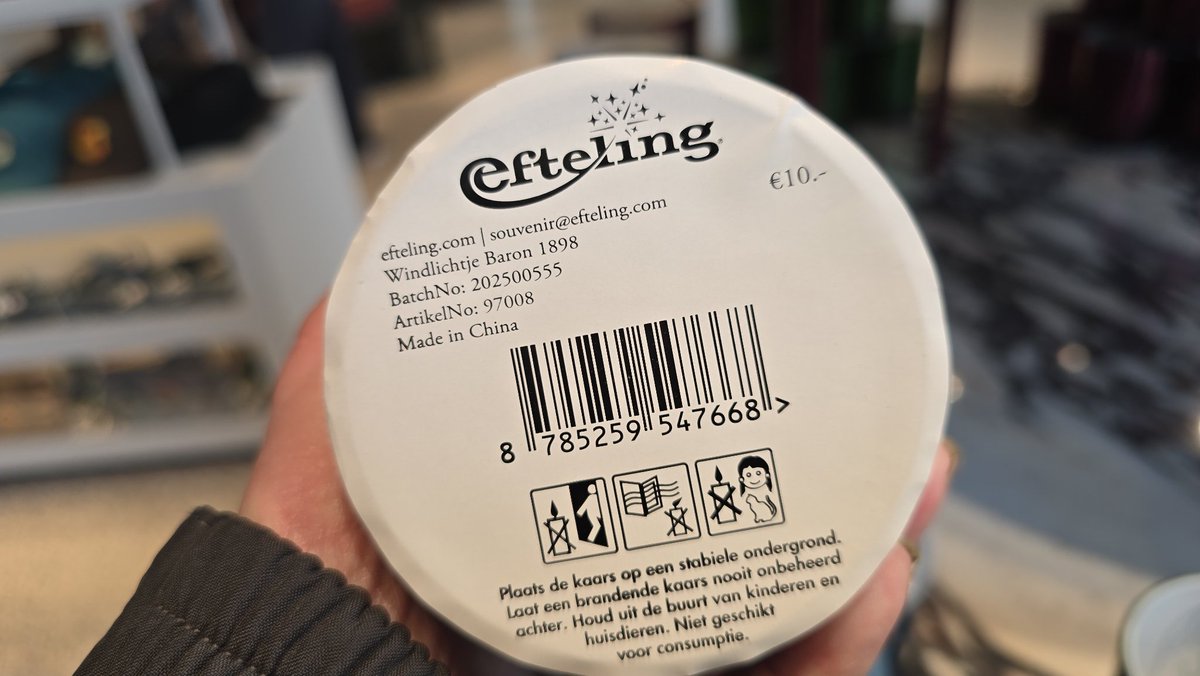 efteling
€10.-
efteling.com | souvenir@efteling.com
Windlichtje Baron 1898
BatchNo: 202500555
ArtikelNo: 97008
Made in China
8 785259 547668 >
Plaats de kaars op een stabiele ondergrond.
Laat een brandende kaars nooit onbeheerd
achter. Houd uit de buurt van kinderen en
huisdieren. Niet geschikt
voor consumptie.